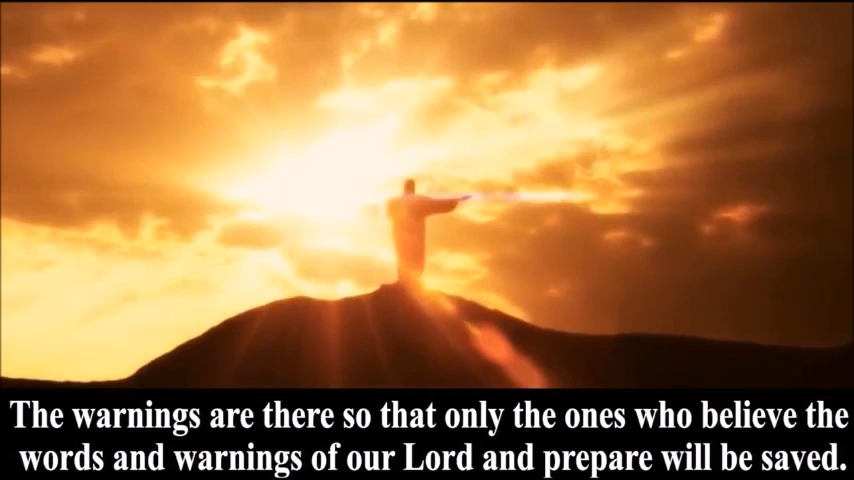 The warnings are there so that only the ones who believe the
words and warnings of our Lord and prepare will be saved.